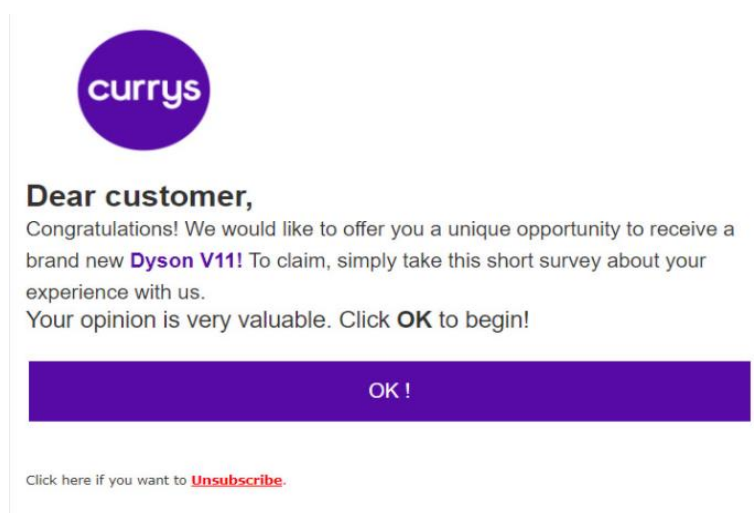 currys
Dear customer,
Congratulations! We would like to offer you a unique opportunity to receive a
brand new Dyson V11! To claim, simply take this short survey about your
experience with us.
Your opinion is very valuable. Click OK to begin!
OK !
Click here if you want to Unsubscribe.